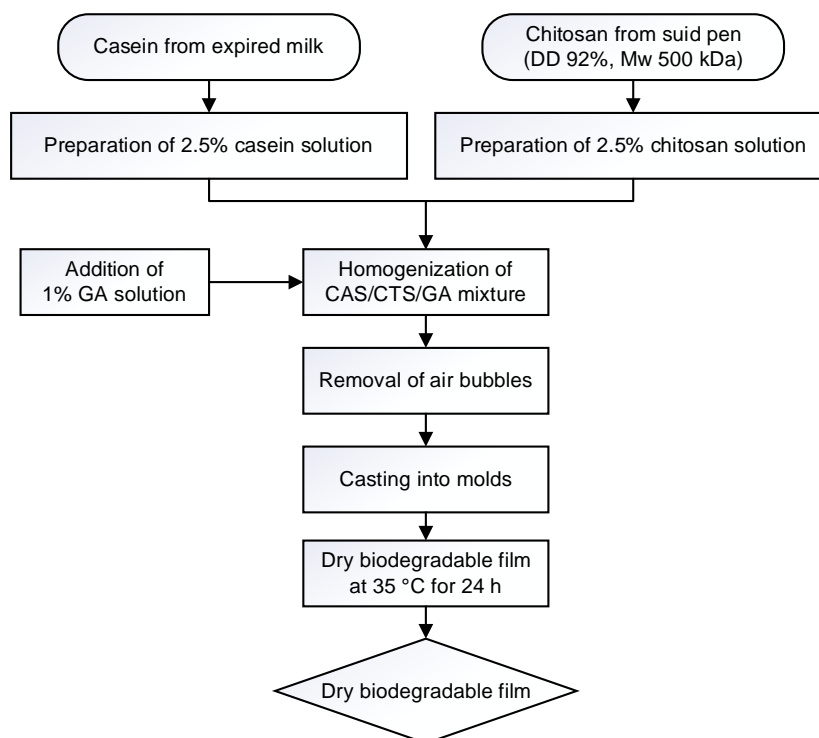 Casein from expired milk
Chitosan from suid pen
(DD 92%, Mw 500 kDa)
Preparation of 2.5% casein solution
Preparation of 2.5% chitosan solution
Addition of
1% GA solution
Homogenization of
CAS/CTS/GA mixture
Removal of air bubbles
Casting into molds
Dry biodegradable film
at 35 °C for 24 h
Dry biodegradable film